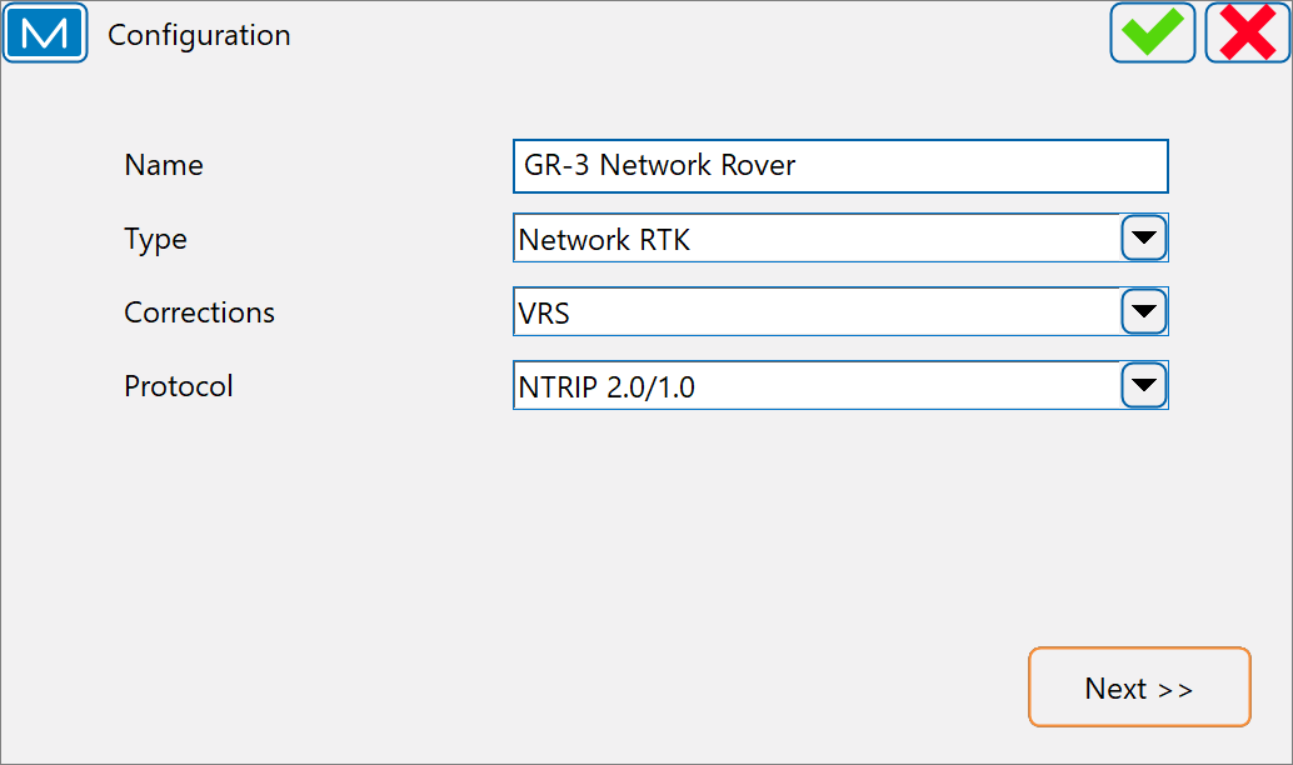 Configuration
Name GR-3 Network Rover
Type Network RTK
Corrections VRS
Protocol NTRIP 2.0/1.0
Next >>